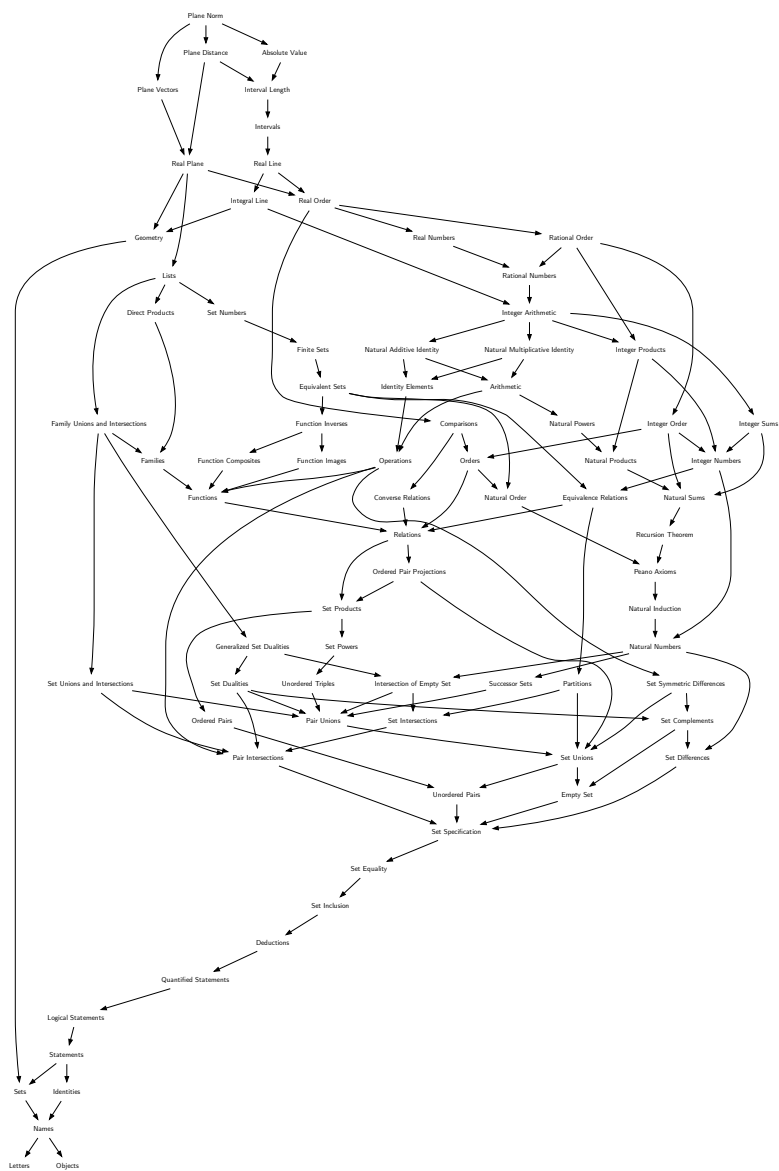 Plane Norm
Plane Distance
Absolute Value
Plane Vectors
Interval Length
Intervals
Real Plane
Real Line
Integral Line
Real Order
Geometry
Real Numbers
Rational Order
Lists
Rational Numbers
Direct Products
Set Numbers
Integer Arithmetic
Finite Sets
Natural Additive Identity
Natural Multiplicative Identity
Integer Products
Equivalent Sets
Identity Elements
Arithmetic
Family Unions and Intersections
Function Inverses
Comparisons
Natural Powers
Integer Order
Integer Sums
Families
Function Composites
Function Images
Operations
Orders
Natural Products
Integer Numbers
Functions
Converse Relations
Natural Order
Equivalence Relations
Natural Sums
Relations
Recursion Theorem
Ordered Pair Projections
Peano Axioms
Set Products
Natural Induction
Generalized Set Dualities
Set Powers
Natural Numbers
Set Unions and Intersections
Set Dualities
Unordered Triples
Intersection of Empty Set
Successor Sets
Partitions
Set Symmetric Differences
Ordered Pairs
Pair Unions
Set Intersections
Set Complements
Pair Intersections
Set Unions
Set Differences
Unordered Pairs
Empty Set
Set Specification
Set Equality
Set Inclusion
Deductions
Quantified Statements
Logical Statements
Statements
Sets
Identities
Names
Letters
Objects